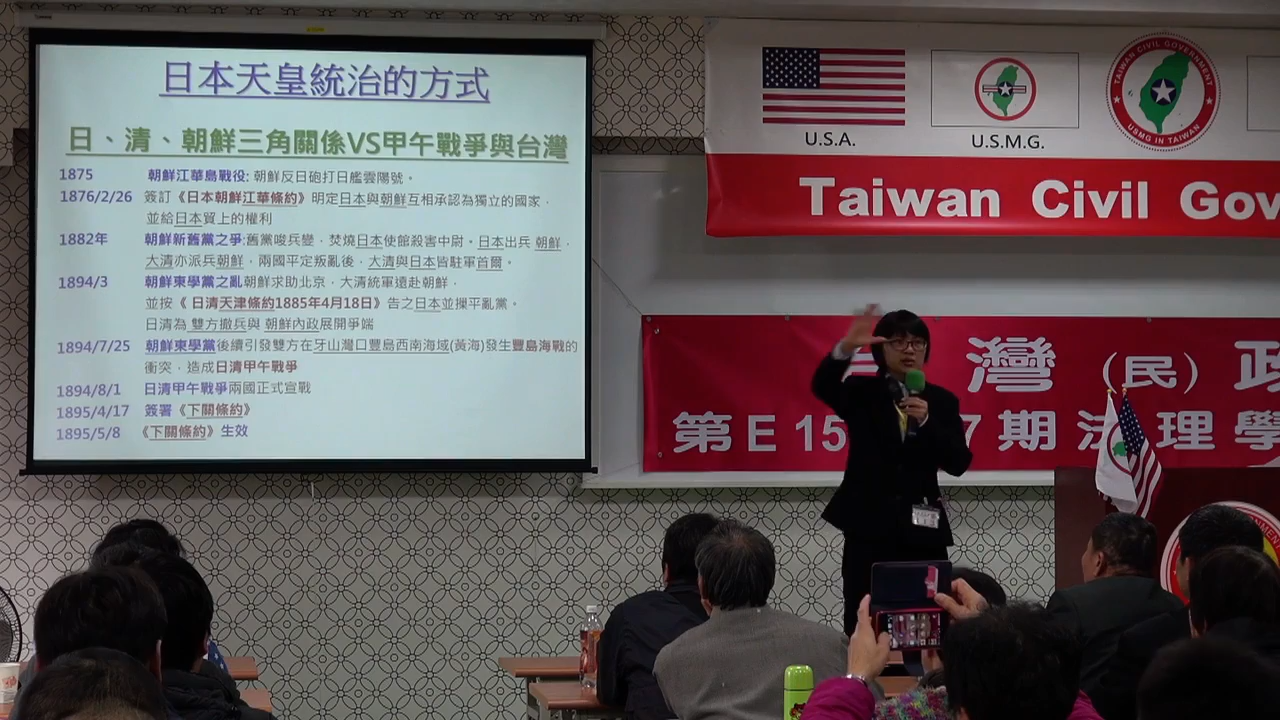 日本天皇統治的方式
日、清、朝鮮三角關係VS甲午戰爭與台灣
1875 朝鮮江華島戰役: 朝鮮反日砲打日艦雲陽號。
1876/2/26 簽訂《日本朝鮮江華條約》明定日本與朝鮮互相承認為獨立的國家，
並給日本貿上的權利
1882年 朝鮮新舊黨之爭:舊黨唆兵變，焚燒日本使館殺害中尉。日本出兵 朝鮮，
大清亦派兵朝鮮，兩國平定叛亂後，大清與日本皆駐軍首爾。
1894/3 朝鮮東學黨之亂朝鮮求助北京，大清統軍遠赴朝鮮，
並按《 日清天津條約1885年4月18日》告之日本並摷平亂黨。
日清為 雙方撤兵與 朝鮮內政展開爭端
1894/7/25 朝鮮東學黨後續引發雙方在牙山灣口豐島西南海域(黃海)發生豐島海戰的
衝突，造成日清甲午戰爭
1894/8/1 日清甲午戰爭兩國正式宣戰
1895/4/17 簽署《下關條約》
1895/5/8 《下關條約》生效
U.S.A.
U.S.M.G.
TAIWAN CIVIL GOVERNMENT
USMG IN TAIWAN
Taiwan Civil Gov
灣（民）政
第E15 7期法理學